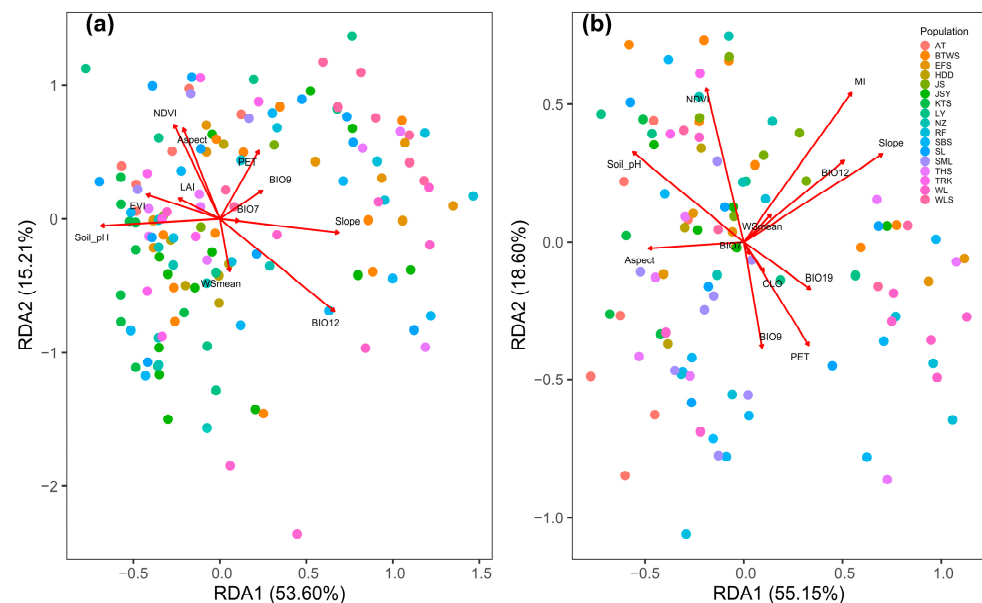 (a)
NDVI
Aspect
PET
LAI
BIO9
EVI
BIO7
Slope
Soil_pH
WSmean
BIO12
1
0
−1
−2
−0.5
0.0
0.5
1.0
1.5
RDA1 (53.60%)
RDA2 (15.21%)
(b)
MI
NDVI
Slope
Soil_pH
BIO12
WSmean
BIO7
Aspect
CLO
BIO19
BIO9
PET
0.5
0.0
−0.5
−1.0
−0.5
0.0
0.5
1.0
RDA1 (55.15%)
RDA2 (18.60%)
Population
AT
BTWS
EFS
HDD
JS
JSY
KTS
LY
NZ
RF
SBS
SL
SML
THS
TRK
WL
WLS